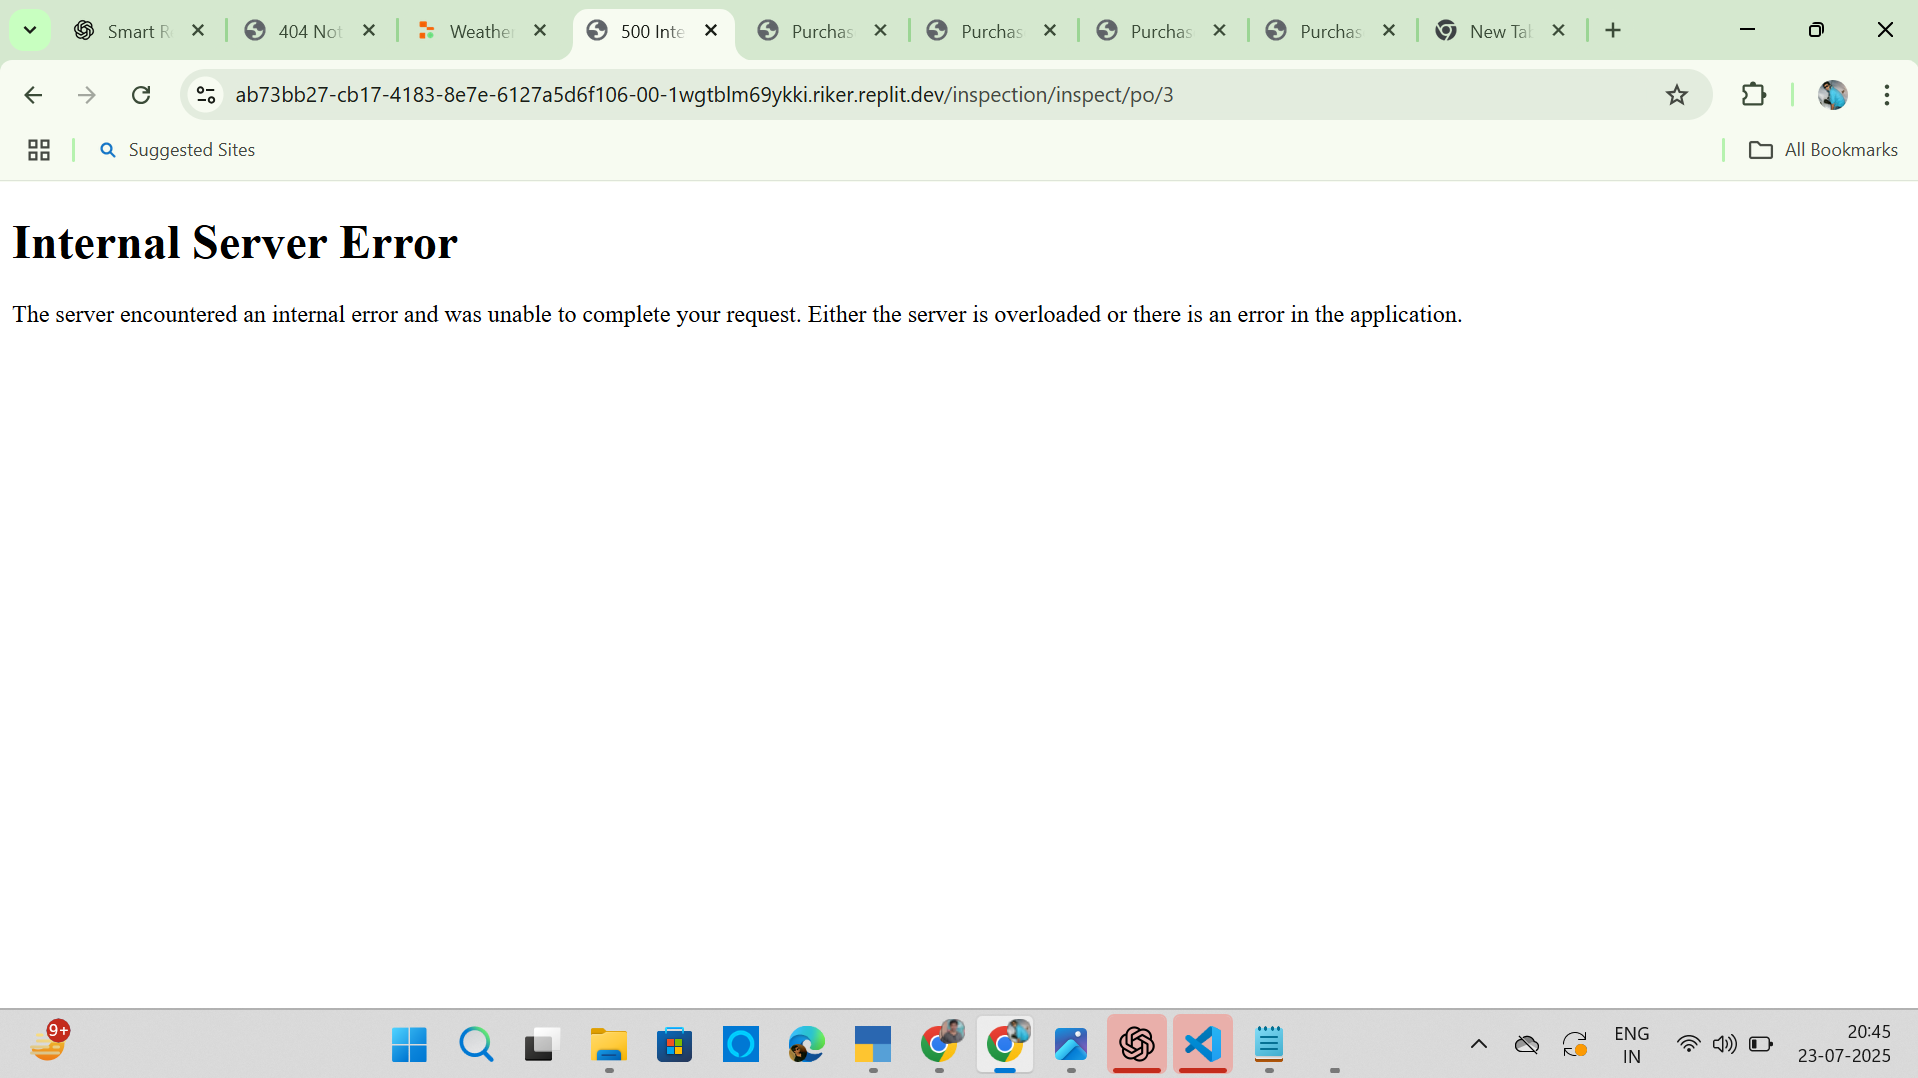 Smart R
404 Not
Weather
500 Inte
Purchas
Purchas
Purchas
Purchas
New Tab
ab73bb27-cb17-4183-8e7e-6127a5d6f106-00-1wgtblm69ykki.riker.replit.dev/inspection/inspect/po/3
Suggested Sites
All Bookmarks
Internal Server Error
The server encountered an internal error and was unable to complete your request. Either the server is overloaded or there is an error in the application.
9+
ENG
IN
20:45
23-07-2025